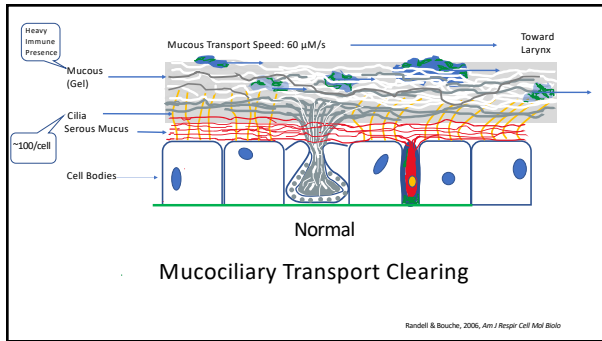 Heavy
Immune
Presence
Mucous Transport Speed: 60 µM/s
Toward
Larynx
Mucous
(Gel)
Cilia
Serous Mucus
~100/cell
Cell Bodies
Normal
Mucociliary Transport Clearing
Randell & Bouche, 2006, Am J Respir Cell Mol Biolo